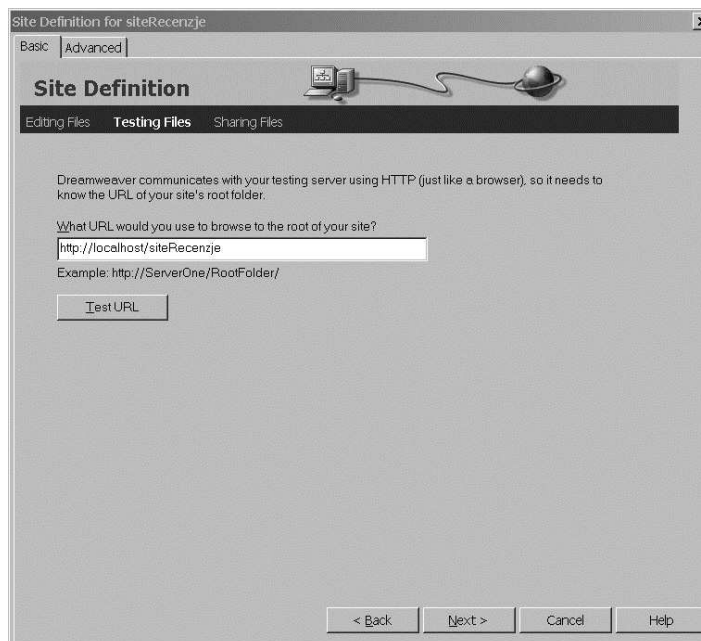 Site Definition for siteRecenzje
Basic Advanced
Site Definition
Editing Files Testing Files Sharing Files
Dreamweaver communicates with your testing server using HTTP (just like a browser), so it needs to
know the URL of your site's root folder.
What URL would you use to browse to the root of your site?
http://localhost/siteRecenzje
Example: http://ServerOne/RootFolder/
Test URL
< Back Next > Cancel Help